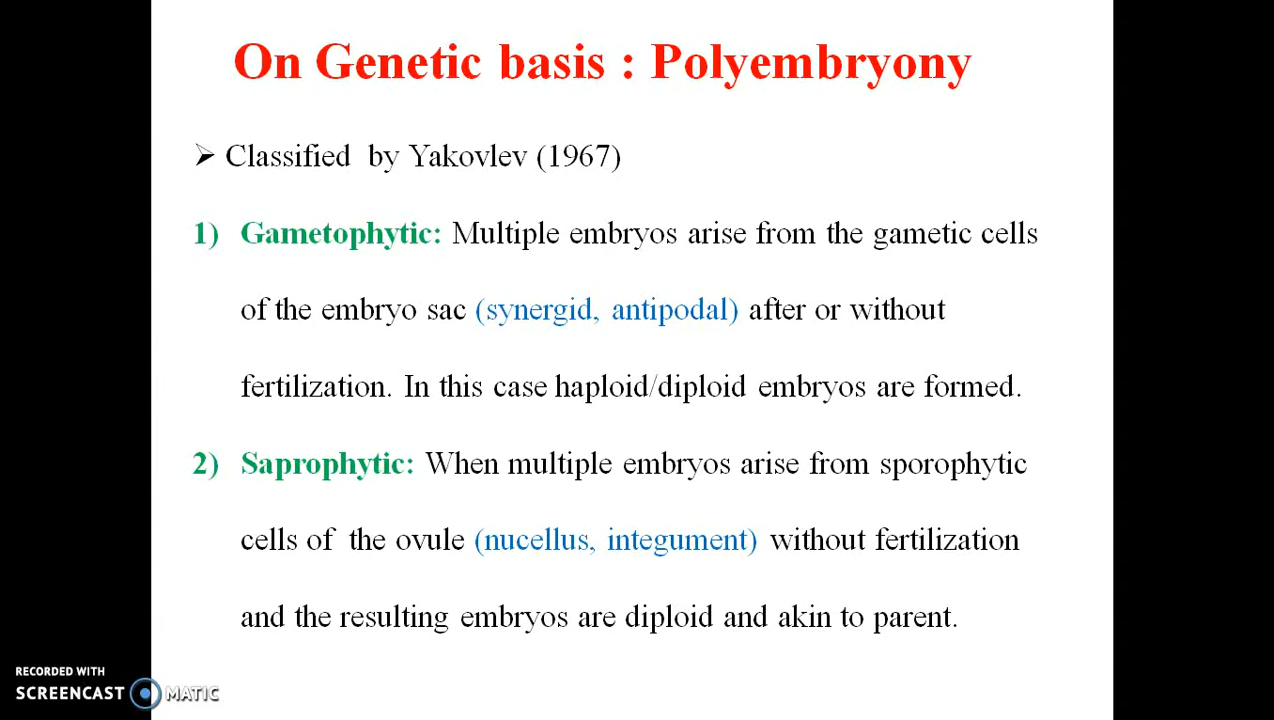 On Genetic basis : Polyembryony
➢ Classified by Yakovlev (1967)
1) Gametophytic: Multiple embryos arise from the gametic cells
of the embryo sac (synergid, antipodal) after or without
fertilization. In this case haploid/diploid embryos are formed.
2) Saprophytic: When multiple embryos arise from sporophytic
cells of the ovule (nucellus, integument) without fertilization
and the resulting embryos are diploid and akin to parent.
RECORDED WITH
SCREENCAST MATIC